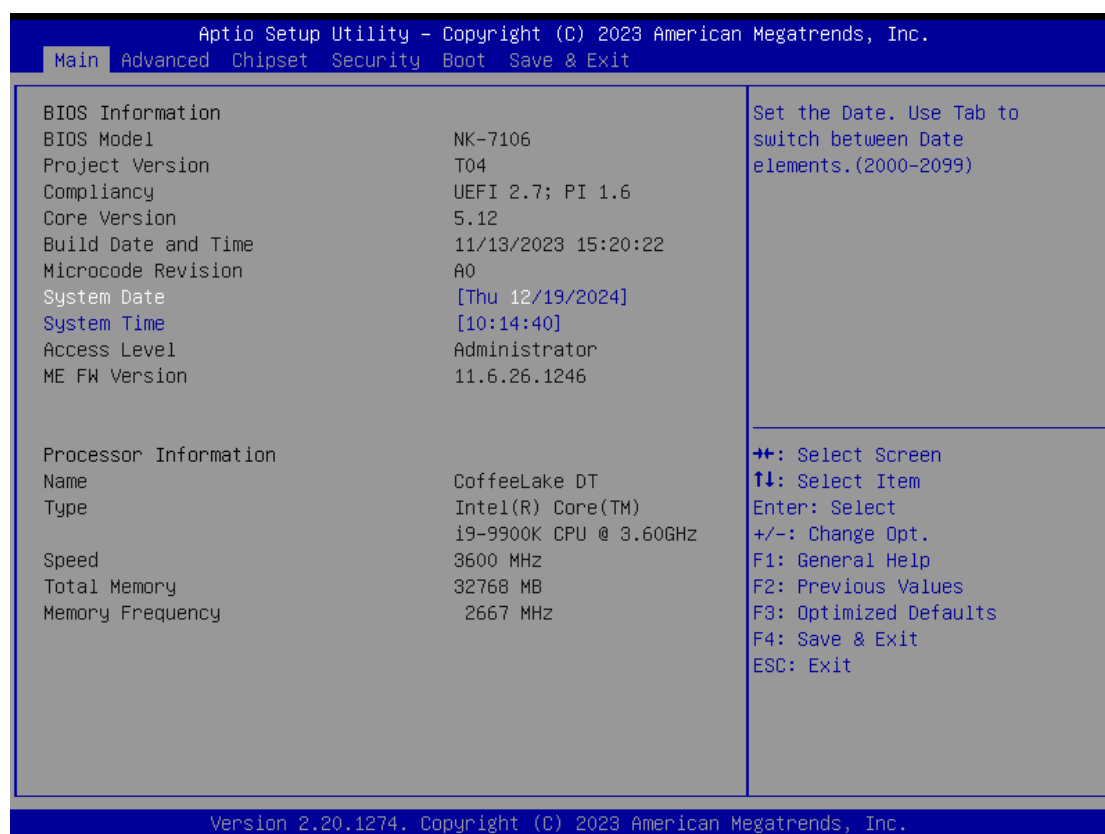 Aptio Setup Utility – Copyright (C) 2023 American Megatrends, Inc.
Main Advanced Chipset Security Boot Save & Exit
BIOS Information
BIOS Model NK-7106
Project Version T04
Compliancy UEFI 2.7; PI 1.6
Core Version 5.12
Build Date and Time 11/13/2023 15:20:22
Microcode Revision A0
System Date [Thu 12/19/2024]
System Time [10:14:40]
Access Level Administrator
ME FW Version 11.6.26.1246
Processor Information
Name CoffeeLake DT
Type Intel(R) Core(TM)
i9-9900K CPU @ 3.60GHz
Speed 3600 MHz
Total Memory 32768 MB
Memory Frequency 2667 MHz
Set the Date. Use Tab to
switch between Date
elements.(2000-2099)
→←: Select Screen
↑↓: Select Item
Enter: Select
+/-: Change Opt.
F1: General Help
F2: Previous Values
F3: Optimized Defaults
F4: Save & Exit
ESC: Exit
Version 2.20.1274. Copyright (C) 2023 American Megatrends, Inc.